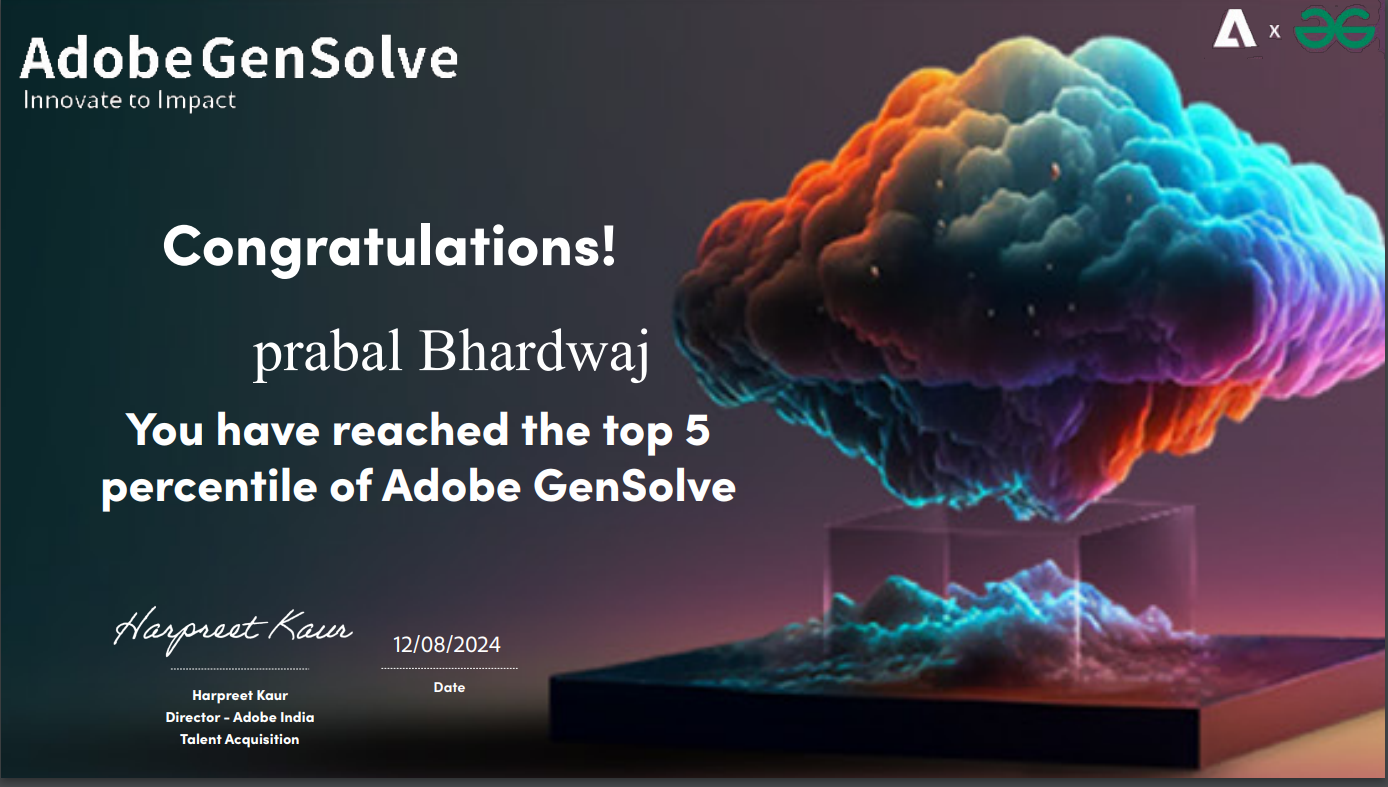 AdobeGenSolve
Innovate to Impact
X
Congratulations!
prabal Bhardwaj
You have reached the top 5
percentile of Adobe GenSolve
Harpreet Kaur
12/08/2024
Date
Harpreet Kaur
Director - Adobe India
Talent Acquisition